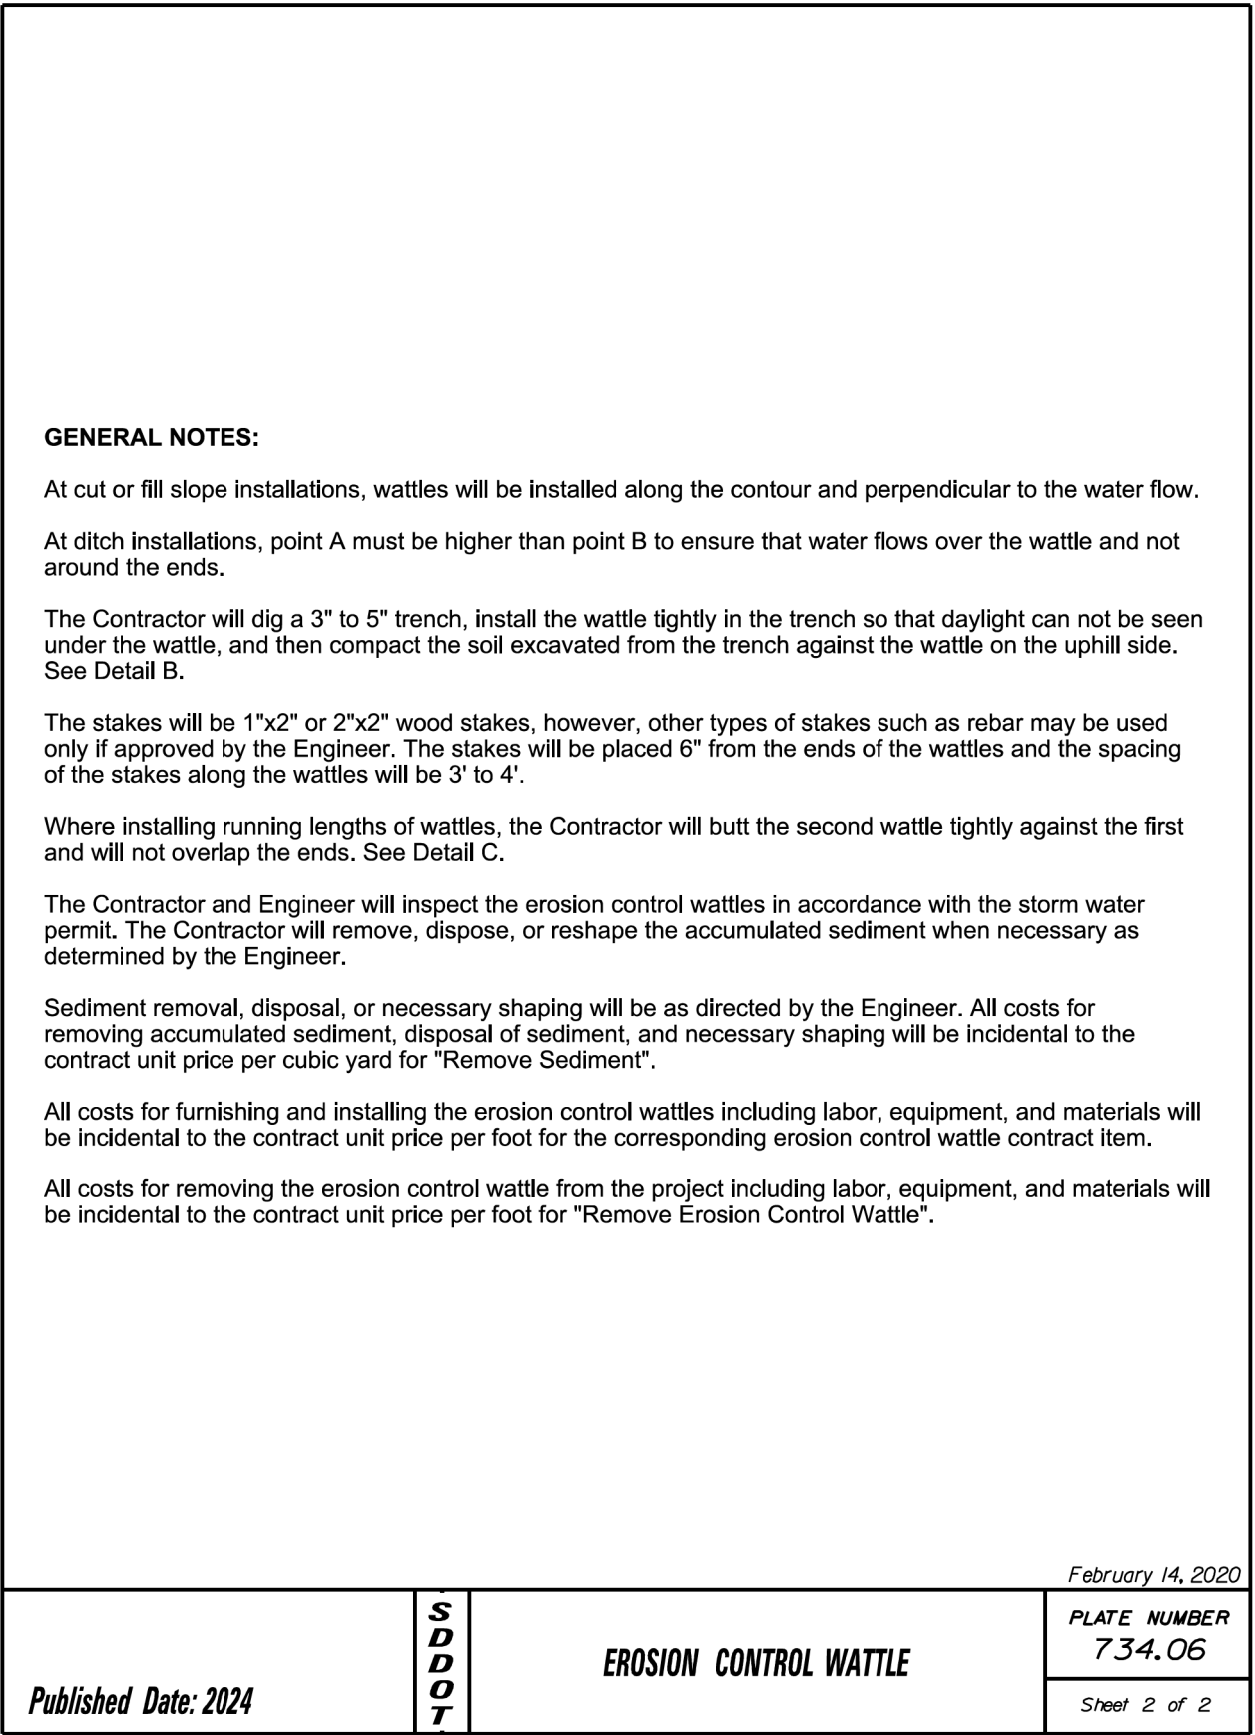 GENERAL NOTES:
At cut or fill slope installations, wattles will be installed along the contour and perpendicular to the water flow.
At ditch installations, point A must be higher than point B to ensure that water flows over the wattle and not
around the ends.
The Contractor will dig a 3" to 5" trench, install the wattle tightly in the trench so that daylight can not be seen
under the wattle, and then compact the soil excavated from the trench against the wattle on the uphill side.
See Detail B.
The stakes will be 1"x2" or 2"x2" wood stakes, however, other types of stakes such as rebar may be used
only if approved by the Engineer. The stakes will be placed 6" from the ends of the wattles and the spacing
of the stakes along the wattles will be 3' to 4'.
Where installing running lengths of wattles, the Contractor will butt the second wattle tightly against the first
and will not overlap the ends. See Detail C.
The Contractor and Engineer will inspect the erosion control wattles in accordance with the storm water
permit. The Contractor will remove, dispose, or reshape the accumulated sediment when necessary as
determined by the Engineer.
Sediment removal, disposal, or necessary shaping will be as directed by the Engineer. All costs for
removing accumulated sediment, disposal of sediment, and necessary shaping will be incidental to the
contract unit price per cubic yard for "Remove Sediment".
All costs for furnishing and installing the erosion control wattles including labor, equipment, and materials will
be incidental to the contract unit price per foot for the corresponding erosion control wattle contract item.
All costs for removing the erosion control wattle from the project including labor, equipment, and materials will
be incidental to the contract unit price per foot for "Remove Erosion Control Wattle".
February 14, 2020
Published Date: 2024
S
D
D
O
T
EROSION CONTROL WATTLE
PLATE NUMBER
734.06
Sheet 2 of 2